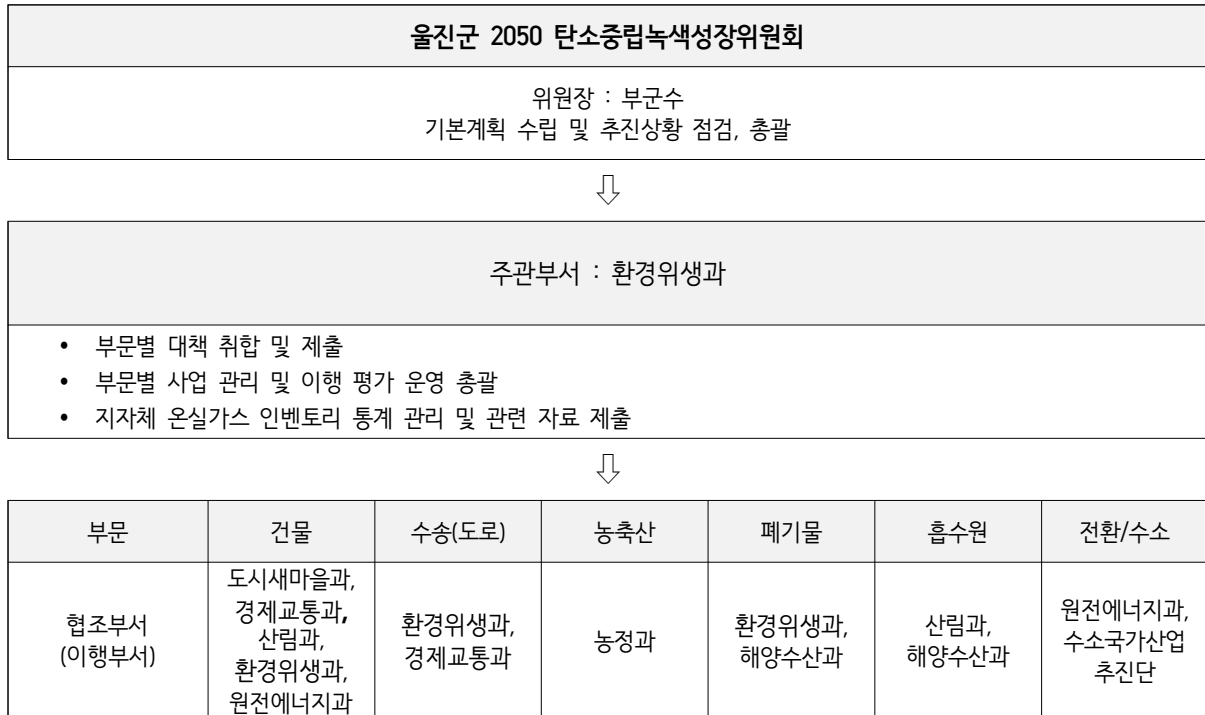 울진군 2050 탄소중립녹색성장위원회
위원장 : 부군수
기본계획 수립 및 추진상황 점검, 총괄
주관부서 : 환경위생과
• 부문별 대책 취합 및 제출
• 부문별 사업 관리 및 이행 평가 운영 총괄
• 지자체 온실가스 인벤토리 통계 관리 및 관련 자료 제출
부문 건물 수송(도로) 농축산 폐기물 흡수원 전환/수소
협조부서
(이행부서)
도시새마을과,
경제교통과,
산림과,
환경위생과,
원전에너지과
환경위생과,
경제교통과
농정과
환경위생과,
해양수산과
산림과,
해양수산과
원전에너지과,
수소국가산업
추진단